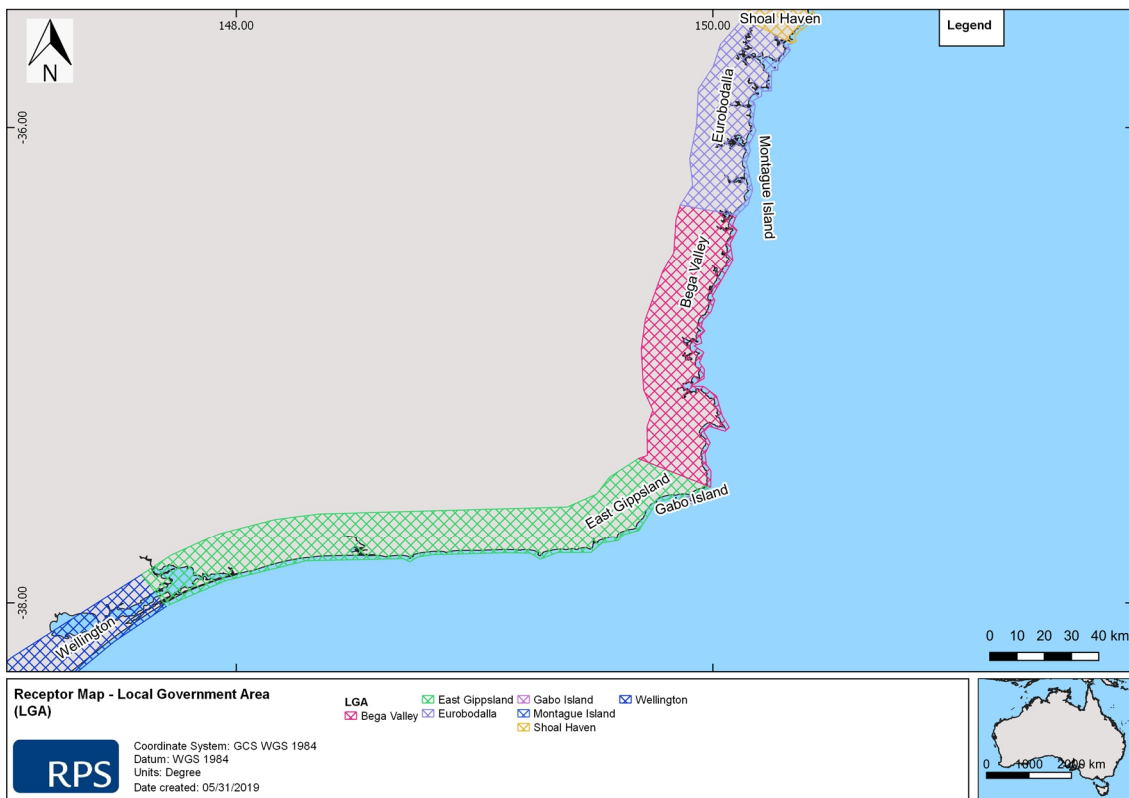 148.00
150.00
Shoal Haven
Legend
N
Eurobodalla
-36.00
Montague Island
Bega Valley
East Gippsland
Gabo Island
-38.00
Wellington
0 10 20 30 40 km
Receptor Map - Local Government Area
(LGA)
LGA
Bega Valley
East Gippsland
Eurobodalla
Gabo Island
Montague Island
Shoal Haven
Wellington
RPS
Coordinate System: GCS WGS 1984
Datum: WGS 1984
Units: Degree
Date created: 05/31/2019
0 1000 2000 km